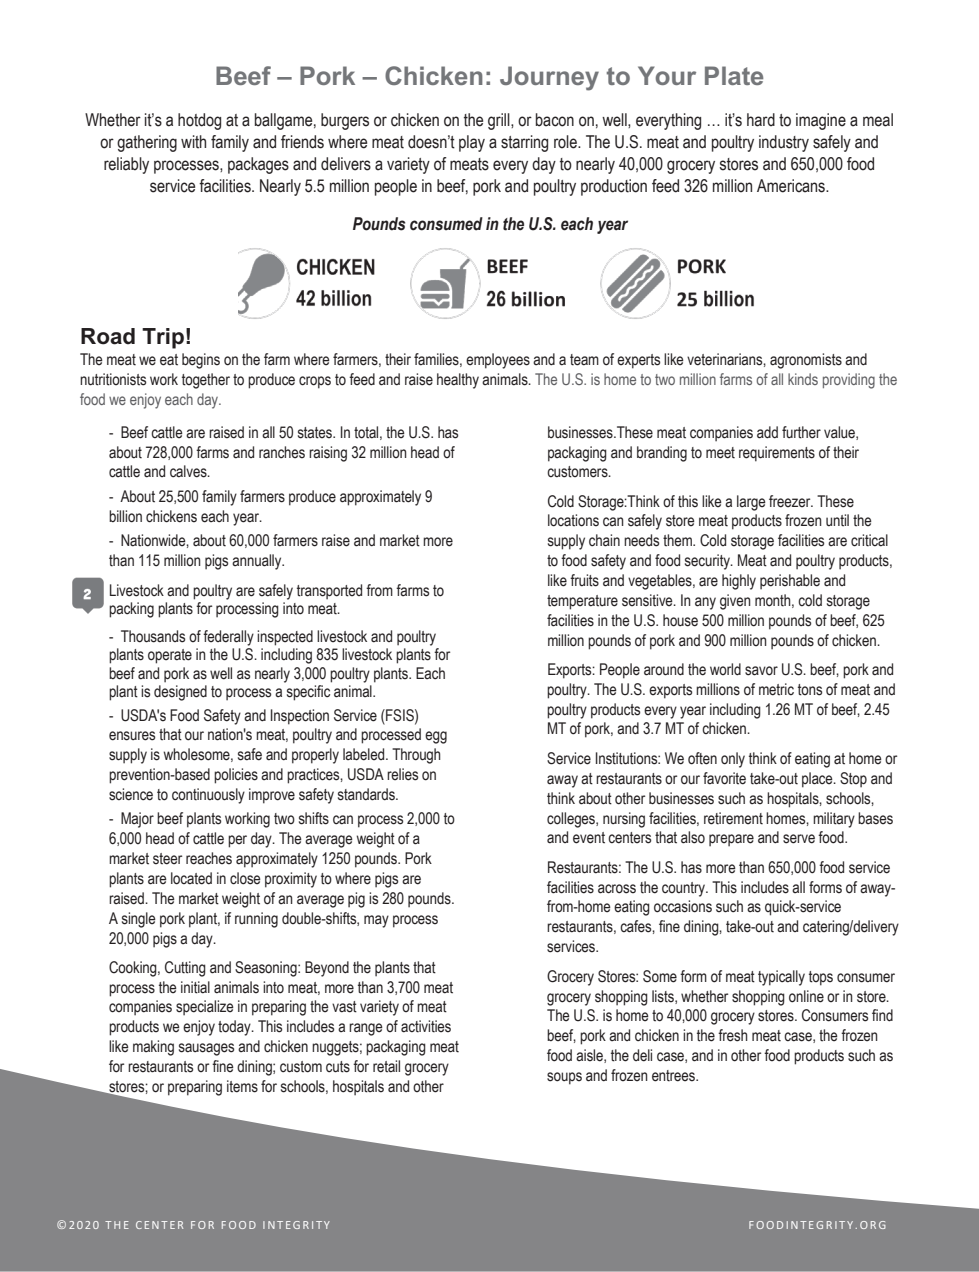 Beef – Pork – Chicken: Journey to Your Plate
Whether it’s a hotdog at a ballgame, burgers or chicken on the grill, or bacon on, well, everything … it’s hard to imagine a meal
or gathering with family and friends where meat doesn’t play a starring role. The U.S. meat and poultry industry safely and
reliably processes, packages and delivers a variety of meats every day to nearly 40,000 grocery stores and 650,000 food
service facilities. Nearly 5.5 million people in beef, pork and poultry production feed 326 million Americans.
Pounds consumed in the U.S. each year
CHICKEN
42 billion
BEEF
26 billion
PORK
25 billion
Road Trip!
The meat we eat begins on the farm where farmers, their families, employees and a team of experts like veterinarians, agronomists and
nutritionists work together to produce crops to feed and raise healthy animals. The U.S. is home to two million farms of all kinds providing the
food we enjoy each day.
- Beef cattle are raised in all 50 states. In total, the U.S. has
about 728,000 farms and ranches raising 32 million head of
cattle and calves.
- About 25,500 family farmers produce approximately 9
billion chickens each year.
- Nationwide, about 60,000 farmers raise and market more
than 115 million pigs annually.
2 Livestock and poultry are safely transported from farms to
packing plants for processing into meat.
- Thousands of federally inspected livestock and poultry
plants operate in the U.S. including 835 livestock plants for
beef and pork as well as nearly 3,000 poultry plants. Each
plant is designed to process a specific animal.
- USDA's Food Safety and Inspection Service (FSIS)
ensures that our nation's meat, poultry and processed egg
supply is wholesome, safe and properly labeled. Through
prevention-based policies and practices, USDA relies on
science to continuously improve safety standards.
- Major beef plants working two shifts can process 2,000 to
6,000 head of cattle per day. The average weight of a
market steer reaches approximately 1250 pounds. Pork
plants are located in close proximity to where pigs are
raised. The market weight of an average pig is 280 pounds.
A single pork plant, if running double-shifts, may process
20,000 pigs a day.
Cooking, Cutting and Seasoning: Beyond the plants that
process the initial animals into meat, more than 3,700 meat
companies specialize in preparing the vast variety of meat
products we enjoy today. This includes a range of activities
like making sausages and chicken nuggets; packaging meat
for restaurants or fine dining; custom cuts for retail grocery
stores; or preparing items for schools, hospitals and other
businesses.These meat companies add further value,
packaging and branding to meet requirements of their
customers.
Cold Storage:Think of this like a large freezer. These
locations can safely store meat products frozen until the
supply chain needs them. Cold storage facilities are critical
to food safety and food security. Meat and poultry products,
like fruits and vegetables, are highly perishable and
temperature sensitive. In any given month, cold storage
facilities in the U.S. house 500 million pounds of beef, 625
million pounds of pork and 900 million pounds of chicken.
Exports: People around the world savor U.S. beef, pork and
poultry. The U.S. exports millions of metric tons of meat and
poultry products every year including 1.26 MT of beef, 2.45
MT of pork, and 3.7 MT of chicken.
Service Institutions: We often only think of eating at home or
away at restaurants or our favorite take-out place. Stop and
think about other businesses such as hospitals, schools,
colleges, nursing facilities, retirement homes, military bases
and event centers that also prepare and serve food.
Restaurants: The U.S. has more than 650,000 food service
facilities across the country. This includes all forms of away-
from-home eating occasions such as quick-service
restaurants, cafes, fine dining, take-out and catering/delivery
services.
Grocery Stores: Some form of meat typically tops consumer
grocery shopping lists, whether shopping online or in store.
The U.S. is home to 40,000 grocery stores. Consumers find
beef, pork and chicken in the fresh meat case, the frozen
food aisle, the deli case, and in other food products such as
soups and frozen entrees.
©2020 THE CENTER FOR FOOD INTEGRITY
FOODINTEGRITY.ORG